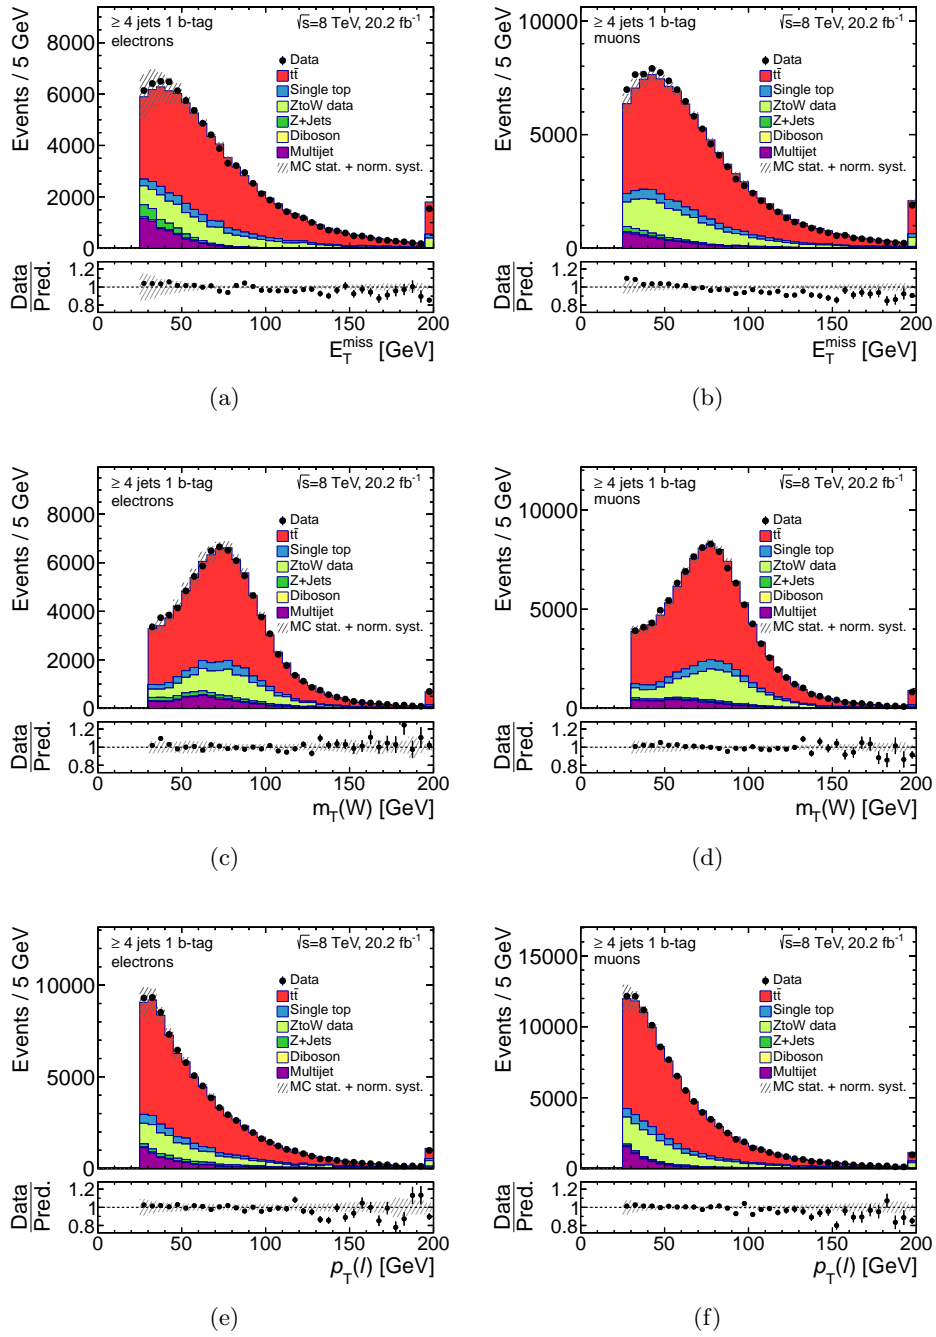 ≥ 4 jets 1 b-tag
electrons
√s=8 TeV, 20.2 fb⁻¹
Events / 5 GeV
8000
6000
4000
2000
0
Data
tt̄
Single top
ZtoW data
Z+Jets
Diboson
Multijet
MC stat. + norm. syst.
Data
Pred.
1.2
1
0.8
0 50 100 150 200
E_T^miss [GeV]
(a)
≥ 4 jets 1 b-tag
muons
√s=8 TeV, 20.2 fb⁻¹
Events / 5 GeV
10000
5000
0
Data
tt̄
Single top
ZtoW data
Z+Jets
Diboson
Multijet
MC stat. + norm. syst.
Data
Pred.
1.2
1
0.8
0 50 100 150 200
E_T^miss [GeV]
(b)
≥ 4 jets 1 b-tag
electrons
√s=8 TeV, 20.2 fb⁻¹
Events / 5 GeV
8000
6000
4000
2000
0
Data
tt̄
Single top
ZtoW data
Z+Jets
Diboson
Multijet
MC stat. + norm. syst.
Data
Pred.
1.2
1
0.8
0 50 100 150 200
m_T(W) [GeV]
(c)
≥ 4 jets 1 b-tag
muons
√s=8 TeV, 20.2 fb⁻¹
Events / 5 GeV
10000
5000
0
Data
tt̄
Single top
ZtoW data
Z+Jets
Diboson
Multijet
MC stat. + norm. syst.
Data
Pred.
1.2
1
0.8
0 50 100 150 200
m_T(W) [GeV]
(d)
≥ 4 jets 1 b-tag
electrons
√s=8 TeV, 20.2 fb⁻¹
Events / 5 GeV
10000
5000
0
Data
tt̄
Single top
ZtoW data
Z+Jets
Diboson
Multijet
MC stat. + norm. syst.
Data
Pred.
1.2
1
0.8
0 50 100 150 200
p_T(l) [GeV]
(e)
≥ 4 jets 1 b-tag
muons
√s=8 TeV, 20.2 fb⁻¹
Events / 5 GeV
15000
10000
5000
0
Data
tt̄
Single top
ZtoW data
Z+Jets
Diboson
Multijet
MC stat. + norm. syst.
Data
Pred.
1.2
1
0.8
0 50 100 150 200
p_T(l) [GeV]
(f)